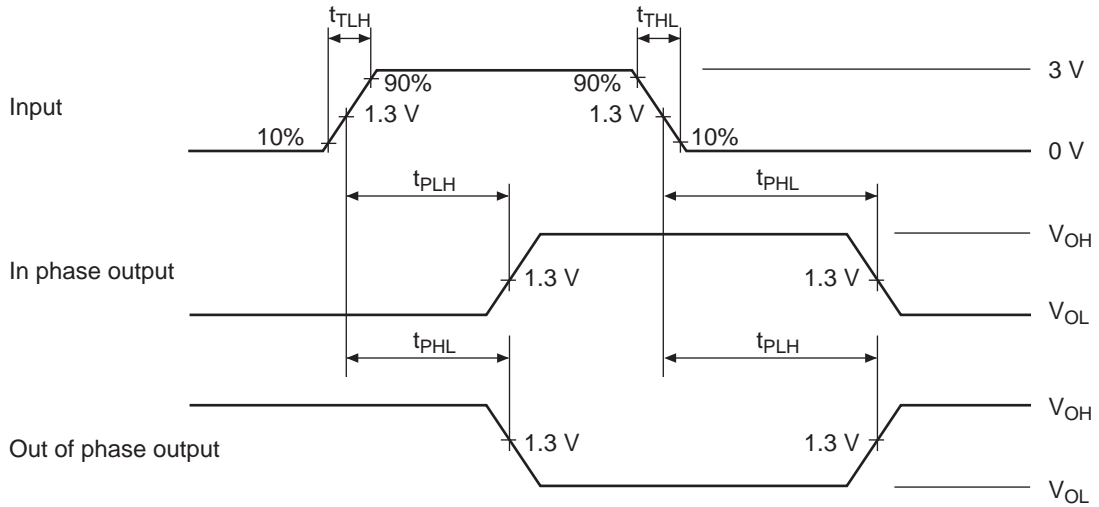 tTLH
tTHL
Input
10%
90%
1.3 V
90%
1.3 V
10%
3 V
0 V
tPLH
tPHL
In phase output
1.3 V
1.3 V
VOH
VOL
tPHL
tPLH
Out of phase output
1.3 V
1.3 V
VOH
VOL